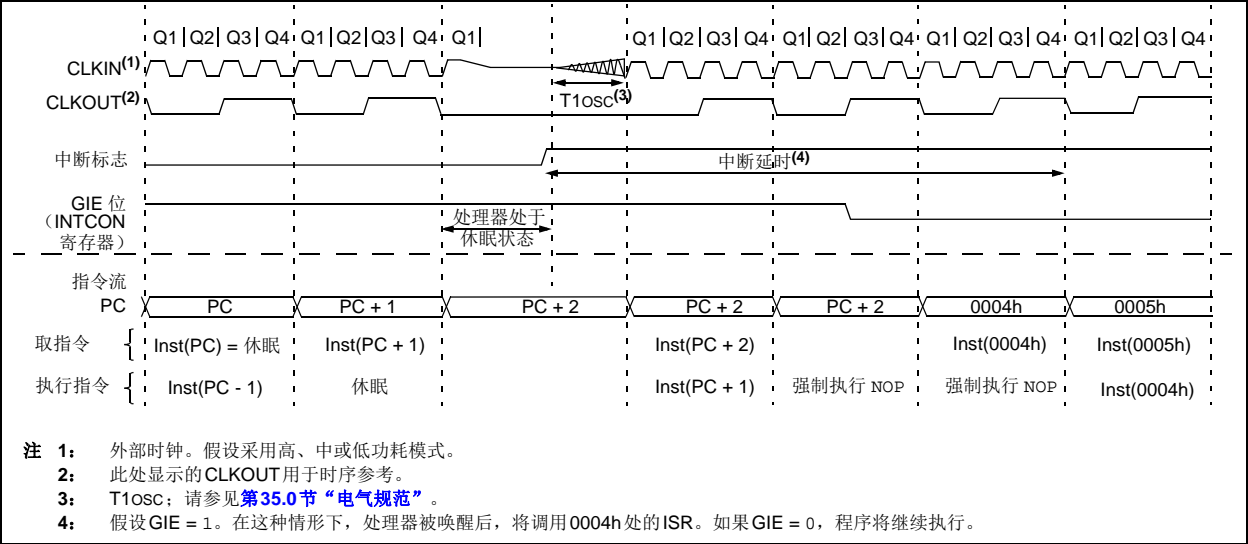 Q1 Q2 Q3 Q4 Q1 Q2 Q3 Q4 Q1 Q1 Q2 Q3 Q4 Q1 Q2 Q3 Q4 Q1 Q2 Q3 Q4 Q1 Q2 Q3 Q4
CLKIN(1)
CLKOUT(2) T1OSC(3)
中断标志 中断延时(4)
GIE 位
（INTCON
寄存器）
处理器处于
休眠状态
指令流
PC PC PC + 1 PC + 2 PC + 2 PC + 2 0004h 0005h
取指令 { Inst(PC) = 休眠 Inst(PC + 1) Inst(PC + 2) Inst(0004h) Inst(0005h)
执行指令 { Inst(PC - 1) 休眠 Inst(PC + 1) 强制执行 NOP 强制执行 NOP Inst(0004h)
注 1： 外部时钟。假设采用高、中或低功耗模式。
2： 此处显示的CLKOUT用于时序参考。
3： T1OSC；请参见第35.0节“电气规范”。
4： 假设GIE = 1。在这种情形下，处理器被唤醒后，将调用0004h处的ISR。如果GIE = 0，程序将继续执行。